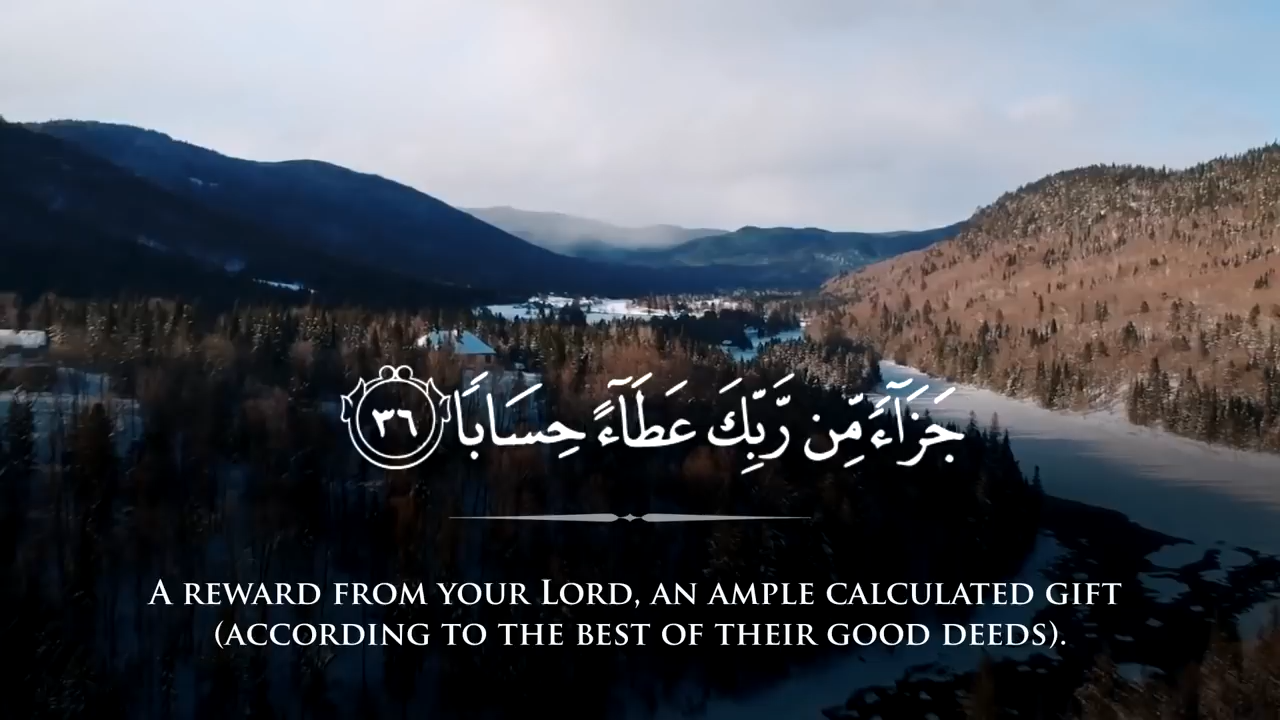 جَزَآءً مِّن رَّبِّكَ عَطَآءً حِسَابًا ٣٦
A REWARD FROM YOUR LORD, AN AMPLE CALCULATED GIFT
(ACCORDING TO THE BEST OF THEIR GOOD DEEDS).